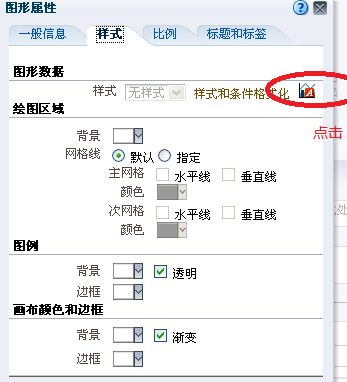 图形属性
一般信息 样式 比例 标题和标签
图形数据
样式 无样式 样式和条件格式化
点击
绘图区域
背景
网格线 默认 指定
主网格 水平线 垂直线
颜色
次网格 水平线 垂直线
颜色
图例
背景 透明
边框
画布颜色和边框
背景 渐变
边框